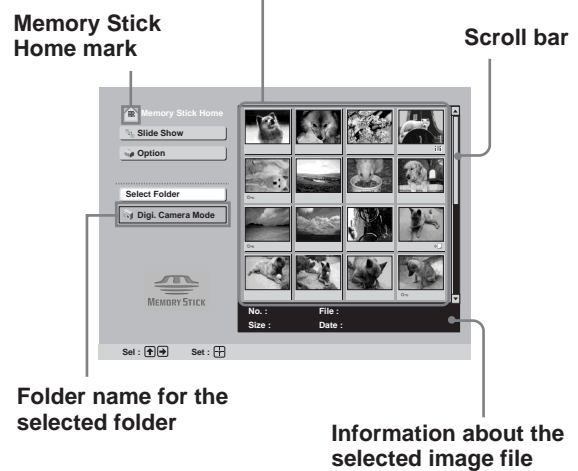 Memory Stick
Home mark
Scroll bar
Memory Stick Home
Slide Show
Option
Select Folder
Digi. Camera Mode
MEMORY STICK
No. :
File :
Size :
Date :
Sel :
Set :
Folder name for the
selected folder
Information about the
selected image file